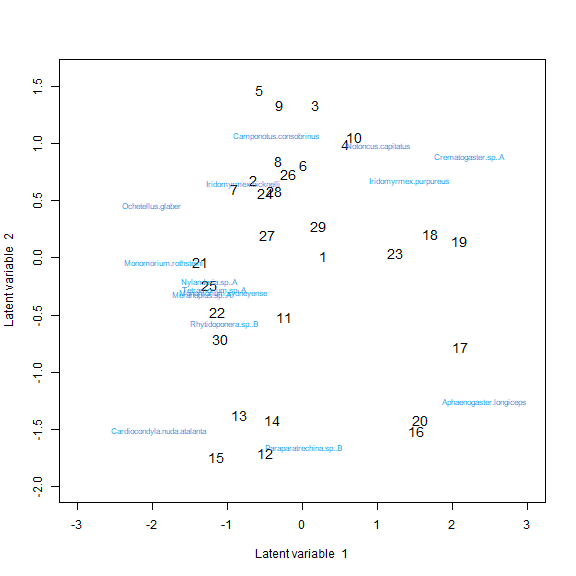 5
9 3
Camponotus.consobrinus
10
4 Notoncus.capitatus
Crematogaster.sp..A
8 6
26
2
Iridomyrmex.purpureus
7 24 28
Ochetellus.glaber
29
27
18
19
1
23
21
Monomorium.rothsteini
Nylanderia.sp..A
25
Tetramorium.sp..A
Meranoplus.sp..A
22
11
Rhytidoponera.sp..B
30
17
Aphaenogaster.longiceps
13
14
20
16
Cardiocondyla.nuda.atalanta
Paraparatrechina.sp..B
12
15
1.5
1.0
0.5
0.0
-0.5
-1.0
-1.5
-2.0
Latent variable 2
-3 -2 -1 0 1 2 3
Latent variable 1